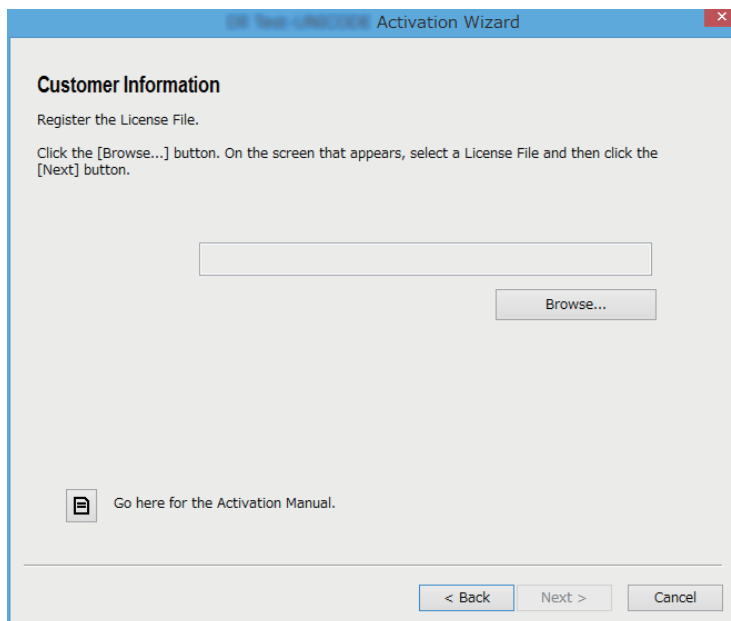 Activation Wizard
Customer Information
Register the License File.
Click the [Browse...] button. On the screen that appears, select a License File and then click the
[Next] button.
Browse...
Go here for the Activation Manual.
< Back
Next >
Cancel